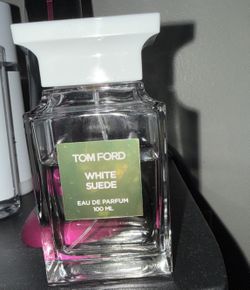 TOM FORD
WHITE
SUEDE
EAU DE PARFUM
100 ML